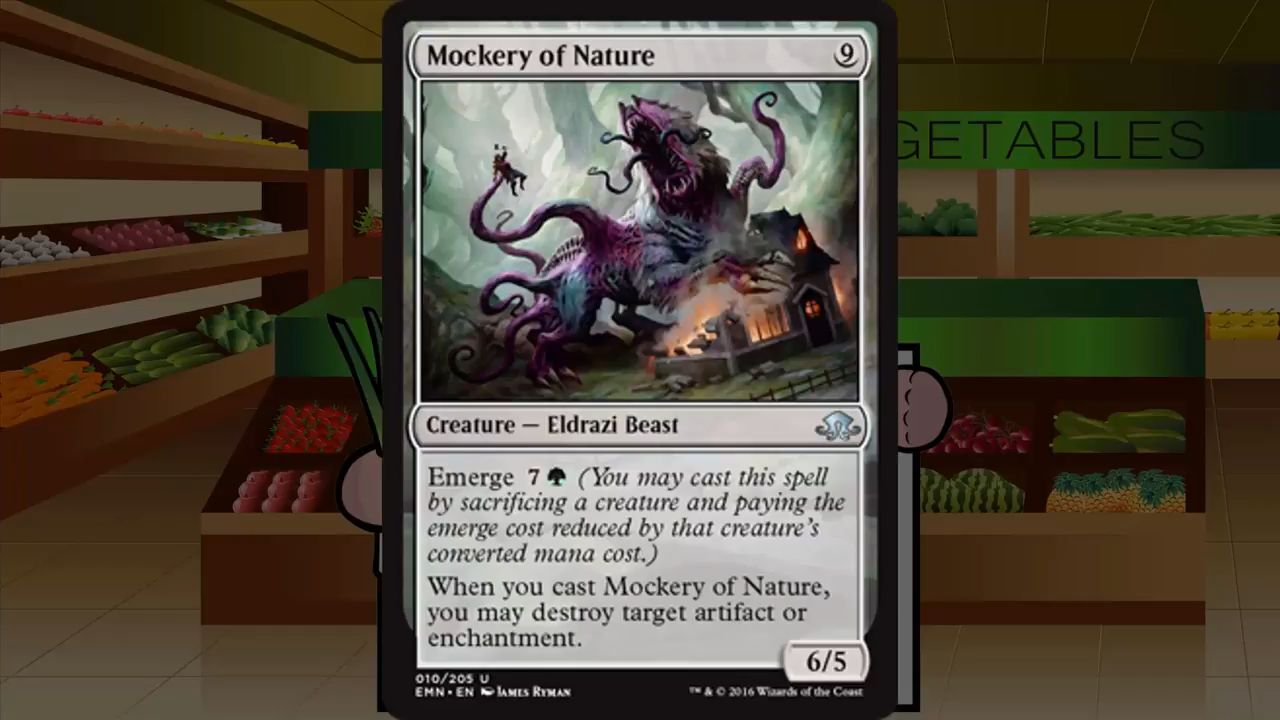 Mockery of Nature 9
GETABLES
Creature — Eldrazi Beast
Emerge 7 (You may cast this spell
by sacrificing a creature and paying the
emerge cost reduced by that creature's
converted mana cost.)
When you cast Mockery of Nature,
you may destroy target artifact or
enchantment.
6/5
010/205 U
EMN • EN James Ryman
™ & © 2016 Wizards of the Coast